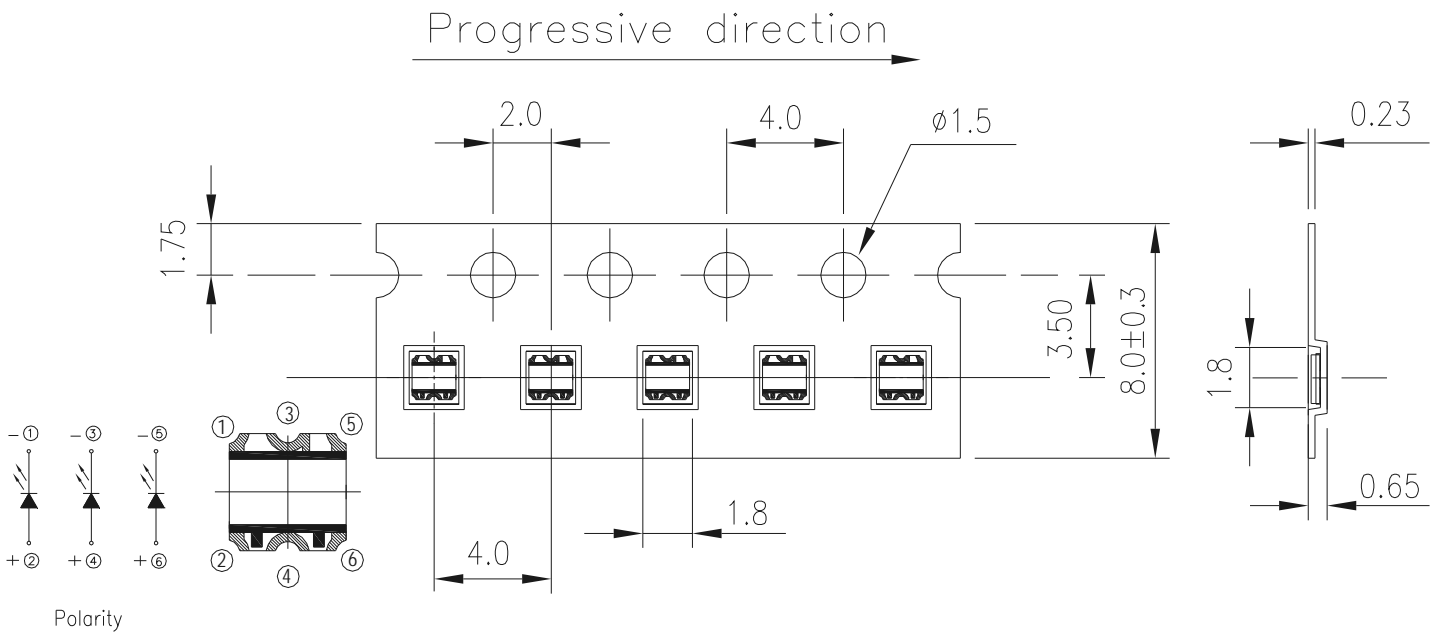 Progressive direction
2.0
4.0
ø1.5
0.23
1.75
3.50
8.0±0.3
1.8
0.65
1.8
4.0
① ③ ⑤
② ④ ⑥
-① -③ -⑤
+② +④ +⑥
Polarity